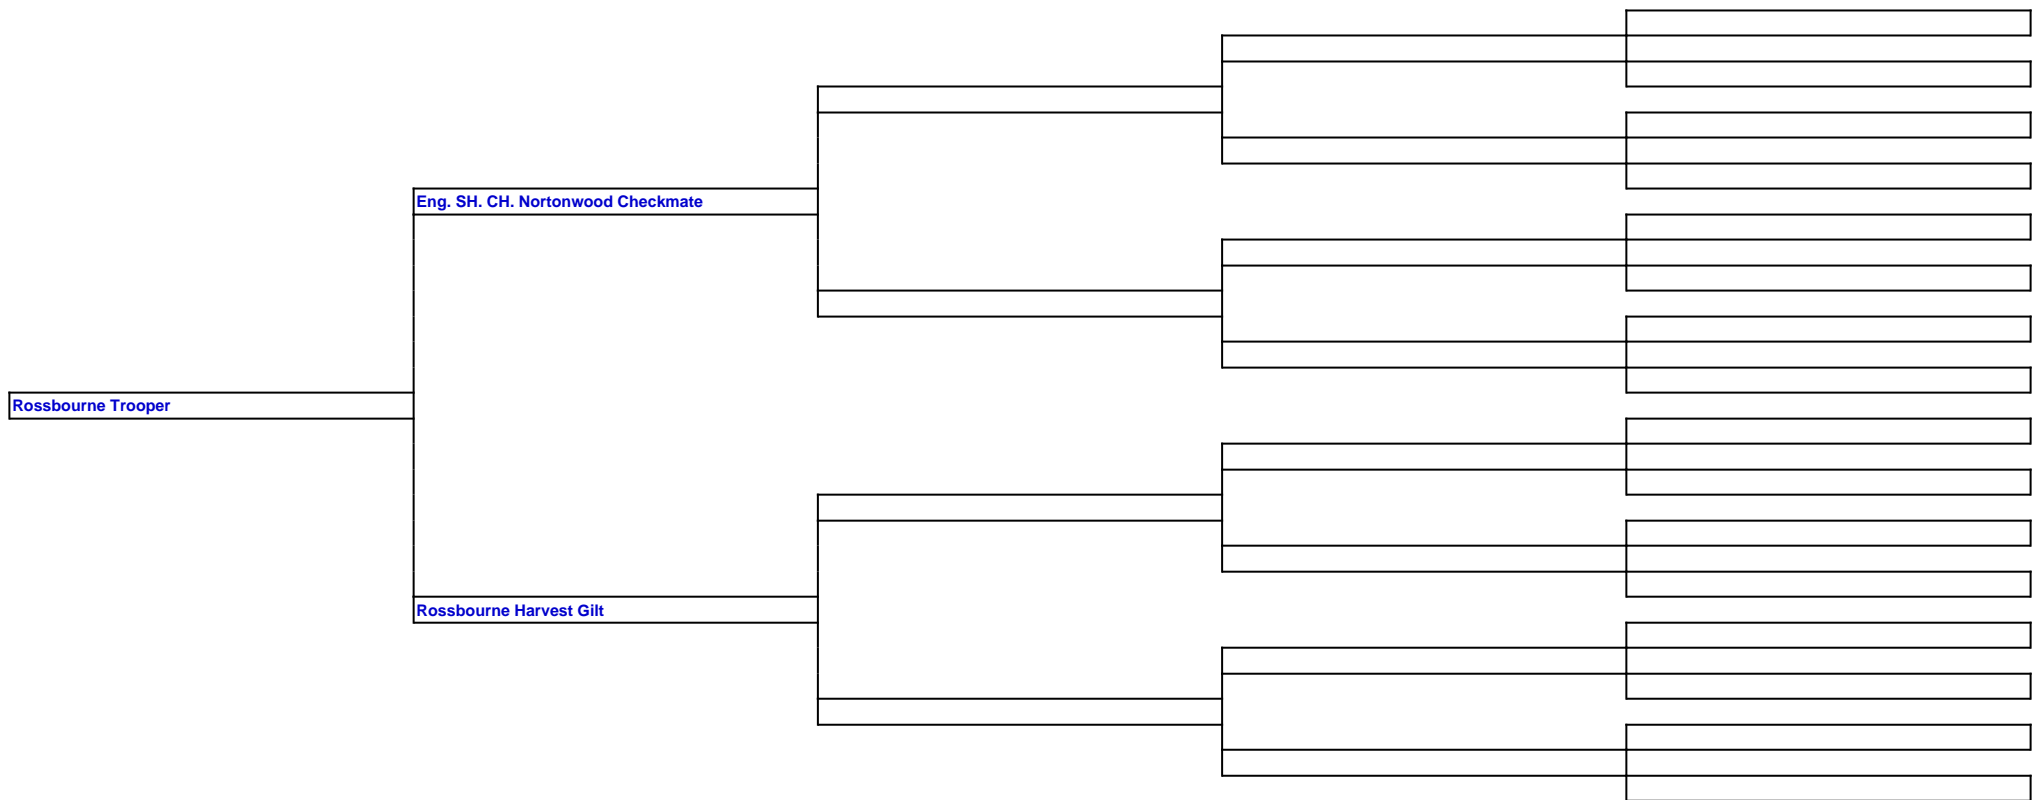 Eng. SH. CH. Nortonwood Checkmate
Rossbourne Trooper
Rossbourne Harvest Gilt